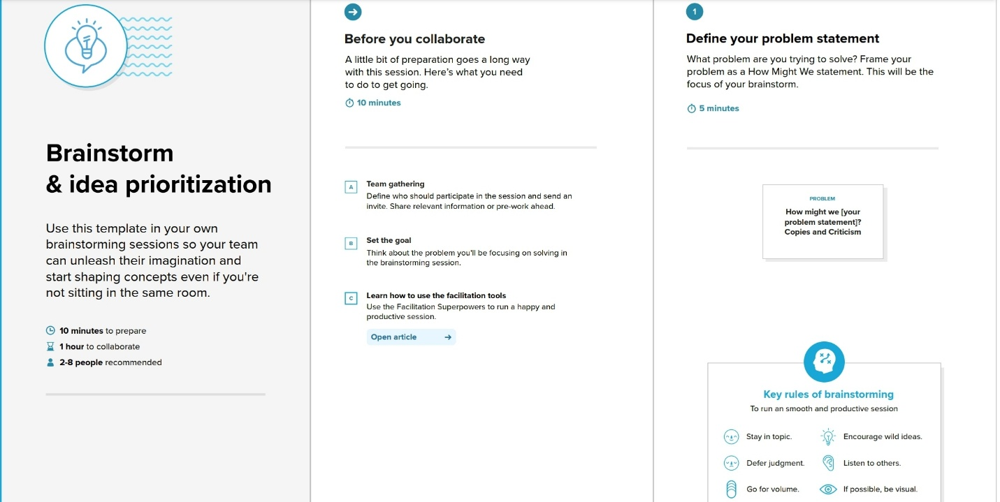 Brainstorm
& idea prioritization
Use this template in your own
brainstorming sessions so your team
can unleash their imagination and
start shaping concepts even if you're
not sitting in the same room.
10 minutes to prepare
1 hour to collaborate
2-8 people recommended
Before you collaborate
A little bit of preparation goes a long way
with this session. Here’s what you need
to do to get going.
10 minutes
A
Team gathering
Define who should participate in the session and send an
invite. Share relevant information or pre-work ahead.
B
Set the goal
Think about the problem you'll be focusing on solving in
the brainstorming session.
C
Learn how to use the facilitation tools
Use the Facilitation Superpowers to run a happy and
productive session.
Open article
1
Define your problem statement
What problem are you trying to solve? Frame your
problem as a How Might We statement. This will be the
focus of your brainstorm.
5 minutes
PROBLEM
How might we [your
problem statement]?
Copies and Criticism
Key rules of brainstorming
To run an smooth and productive session
Stay in topic.
Encourage wild ideas.
Defer judgment.
Listen to others.
Go for volume.
If possible, be visual.